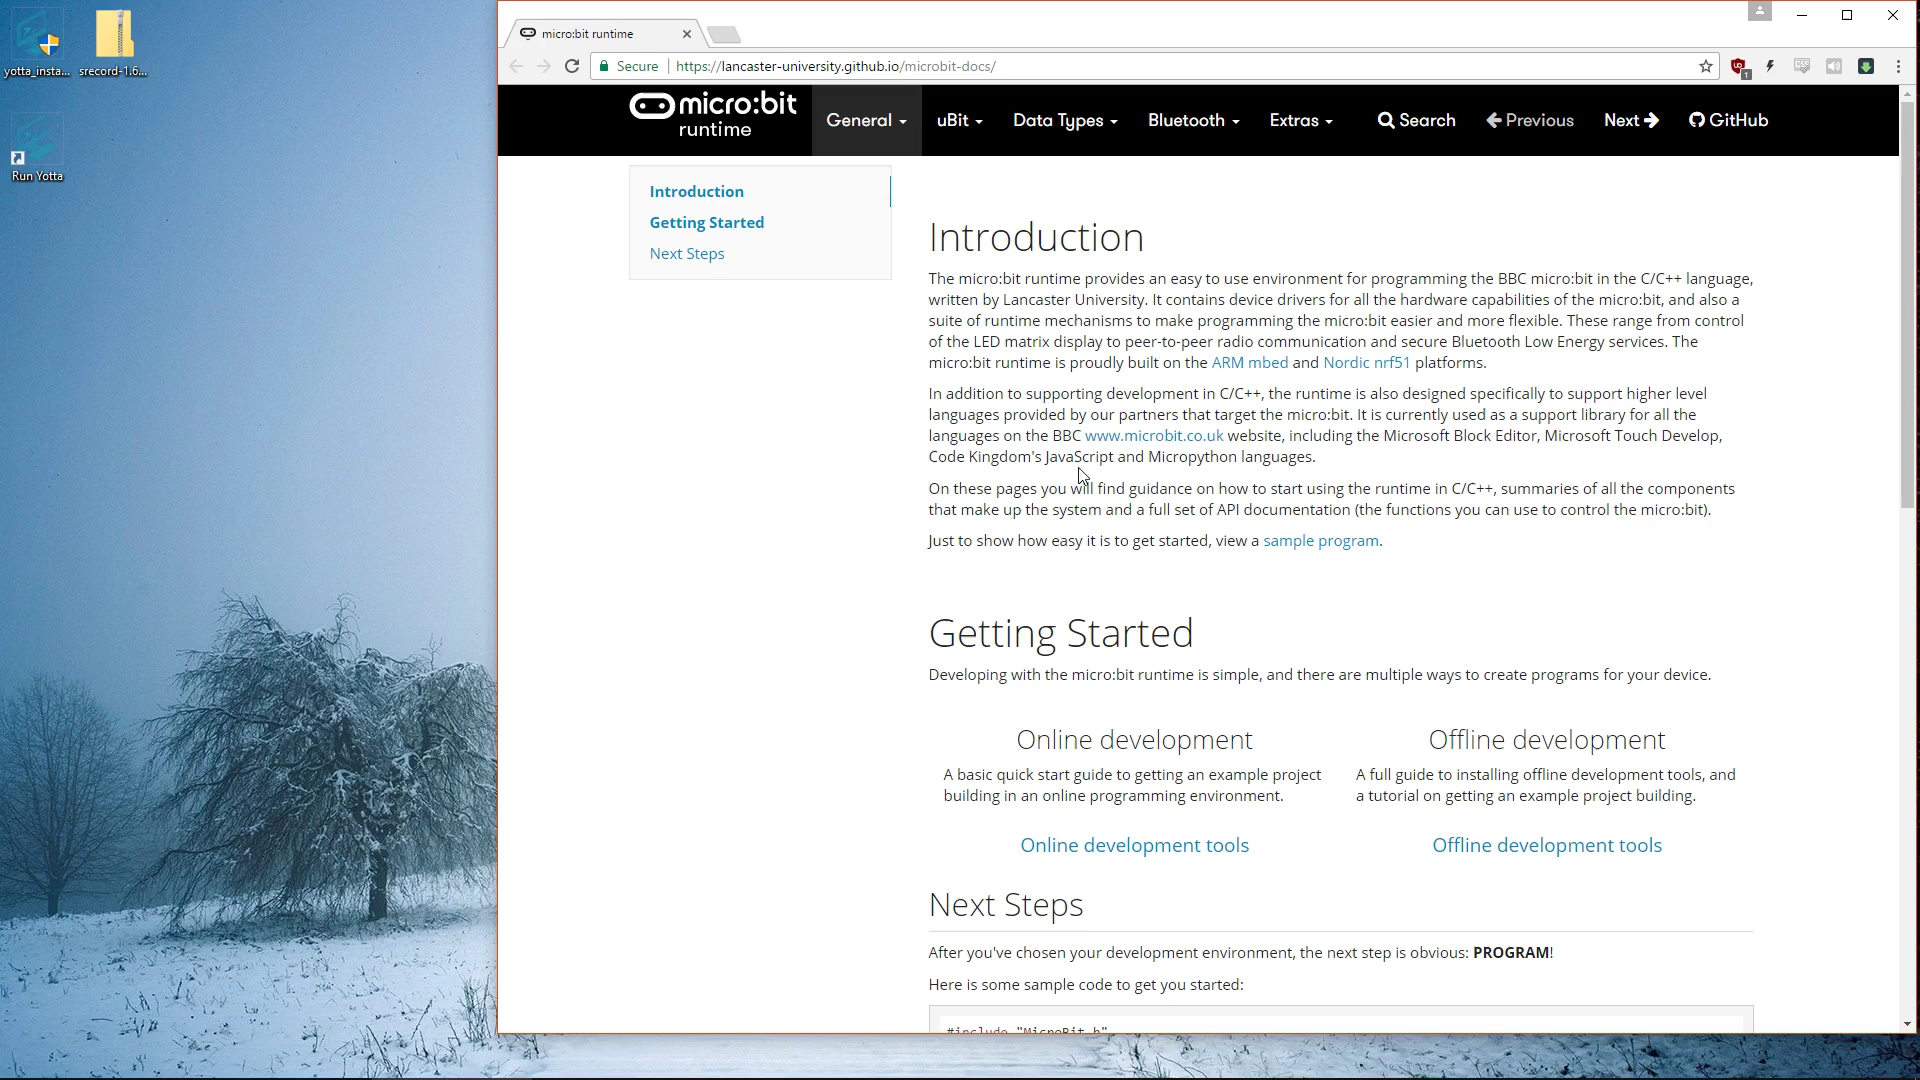 yotta_insta...
srecord-1.6...
Run Yotta
micro:bit runtime
Secure
https://lancaster-university.github.io/microbit-docs/
1
micro:bit
runtime
General
uBit
Data Types
Bluetooth
Extras
Search
Previous
Next
GitHub
Introduction
Getting Started
Next Steps
Introduction
The micro:bit runtime provides an easy to use environment for programming the BBC micro:bit in the C/C++ language,
written by Lancaster University. It contains device drivers for all the hardware capabilities of the micro:bit, and also a
suite of runtime mechanisms to make programming the micro:bit easier and more flexible. These range from control
of the LED matrix display to peer-to-peer radio communication and secure Bluetooth Low Energy services. The
micro:bit runtime is proudly built on the ARM mbed and Nordic nrf51 platforms.
In addition to supporting development in C/C++, the runtime is also designed specifically to support higher level
languages provided by our partners that target the micro:bit. It is currently used as a support library for all the
languages on the BBC www.microbit.co.uk website, including the Microsoft Block Editor, Microsoft Touch Develop,
Code Kingdom's JavaScript and Micropython languages.
On these pages you will find guidance on how to start using the runtime in C/C++, summaries of all the components
that make up the system and a full set of API documentation (the functions you can use to control the micro:bit).
Just to show how easy it is to get started, view a sample program.
Getting Started
Developing with the micro:bit runtime is simple, and there are multiple ways to create programs for your device.
Online development
A basic quick start guide to getting an example project
building in an online programming environment.
Online development tools
Offline development
A full guide to installing offline development tools, and
a tutorial on getting an example project building.
Offline development tools
Next Steps
After you've chosen your development environment, the next step is obvious: PROGRAM!
Here is some sample code to get you started:
#include "MicroBit.h"